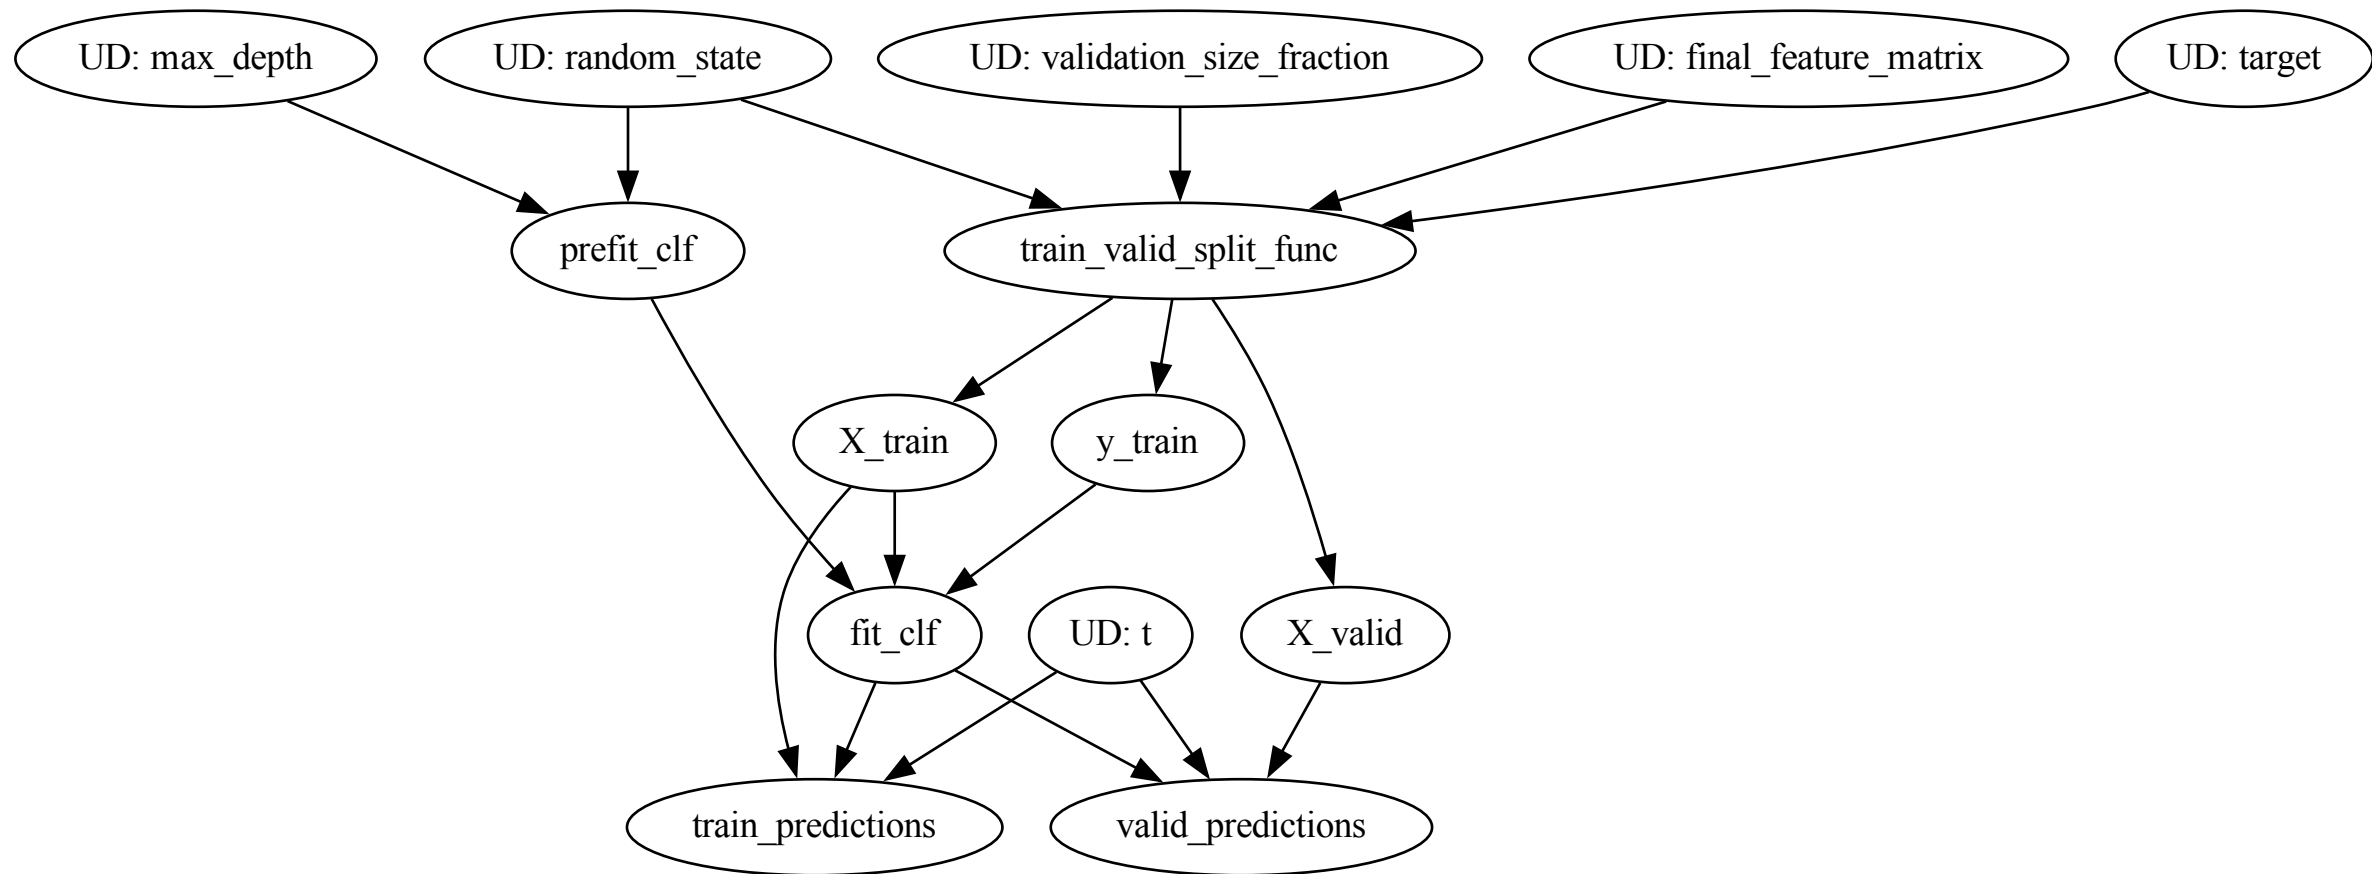 UD: max_depth
UD: random_state
UD: validation_size_fraction
UD: final_feature_matrix
UD: target
prefit_clf
train_valid_split_func
X_train
y_train
fit_clf
UD: t
X_valid
train_predictions
valid_predictions